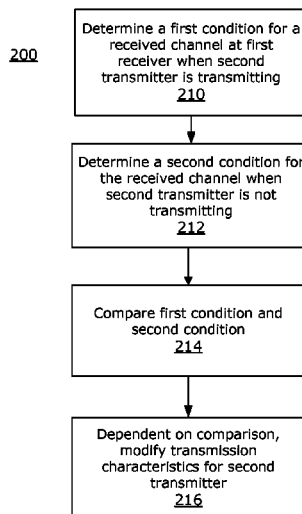 200
Determine a first condition for a
received channel at first
receiver when second
transmitter is transmitting
210
Determine a second condition for
the received channel when
second transmitter is not
transmitting
212
Compare first condition and
second condition
214
Dependent on comparison,
modify transmission
characteristics for second
transmitter
216